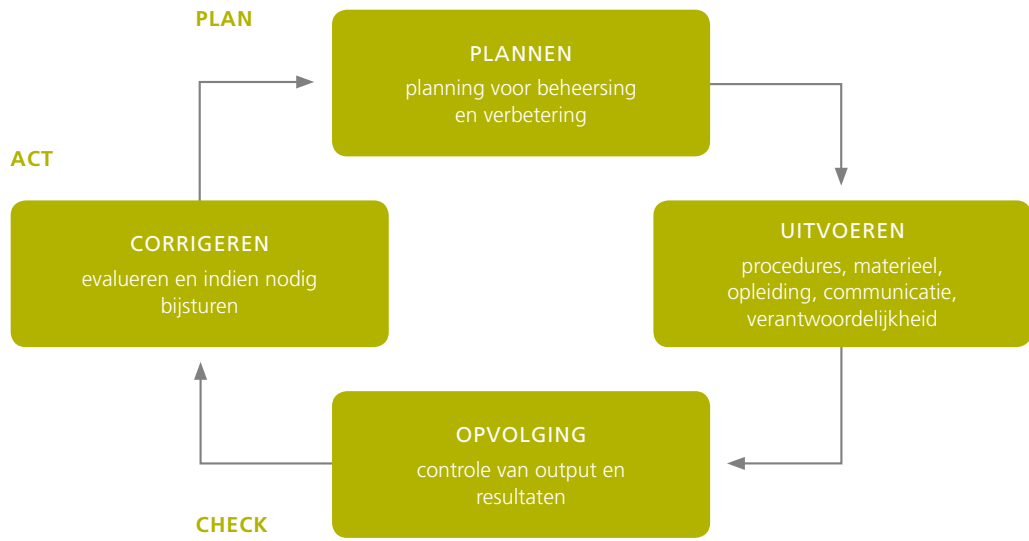 PLAN
PLANNEN
planning voor beheersing
en verbetering
ACT
CORRIGEREN
evalueren en indien nodig
bijsturen
UITVOEREN
procedures, materieel,
opleiding, communicatie,
verantwoordelijkheid
OPVOLGING
controle van output en
resultaten
CHECK